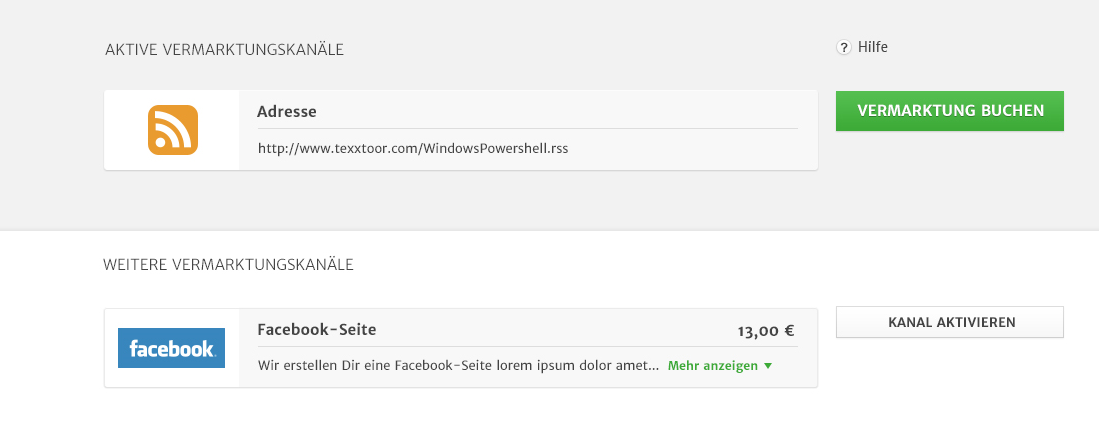 AKTIVE VERMARKTUNGSKANÄLE
? Hilfe
Adresse
VERMARKTUNG BUCHEN
http://www.texxtoor.com/WindowsPowershell.rss
WEITERE VERMARKTUNGSKANÄLE
facebook.
Facebook-Seite 13,00 €
KANAL AKTIVIEREN
Wir erstellen Dir eine Facebook-Seite lorem ipsum dolor amet... Mehr anzeigen